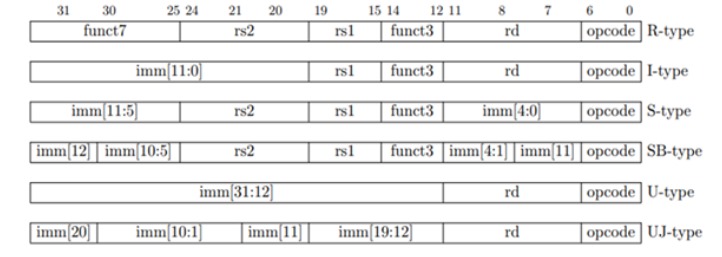 31 30 25 24 21 20 19 15 14 12 11 8 7 6 0
funct7 rs2 rs1 funct3 rd opcode R-type
imm[11:0] rs1 funct3 rd opcode I-type
imm[11:5] rs2 rs1 funct3 imm[4:0] opcode S-type
imm[12] imm[10:5] rs2 rs1 funct3 imm[4:1] imm[11] opcode SB-type
imm[31:12] rd opcode U-type
imm[20] imm[10:1] imm[11] imm[19:12] rd opcode UJ-type